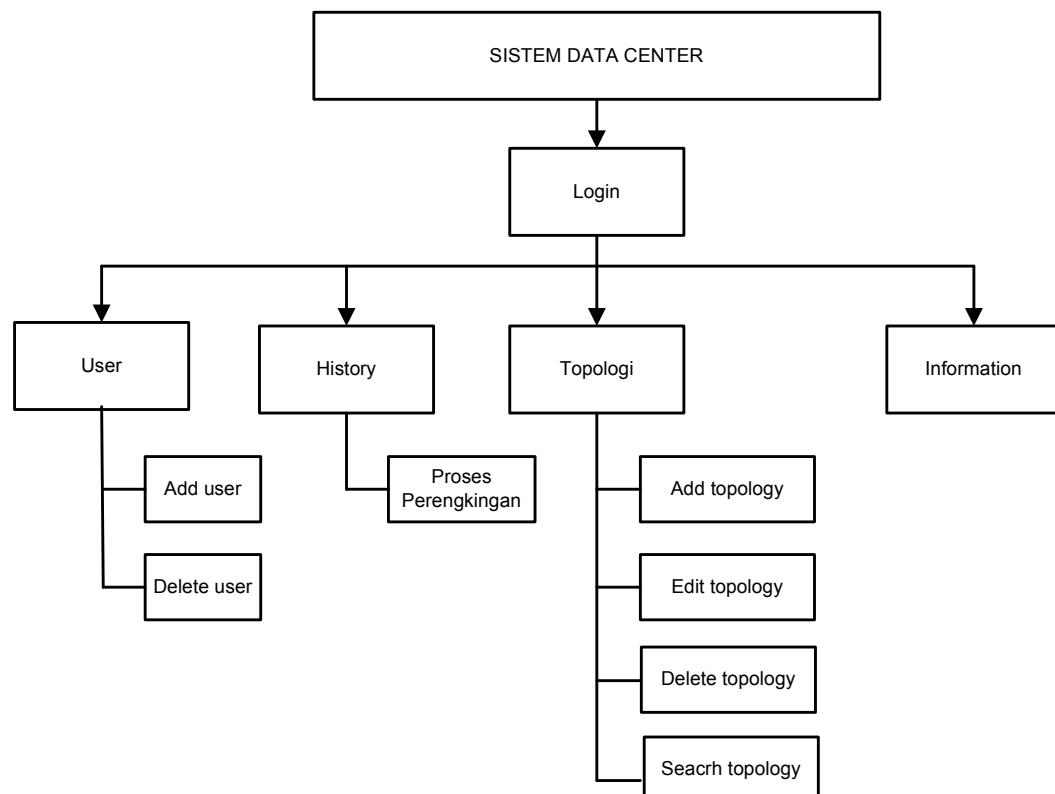 SISTEM DATA CENTER
Login
User
History
Topologi
Information
Add user
Delete user
Proses
Perengkingan
Add topology
Edit topology
Delete topology
Seacrh topology